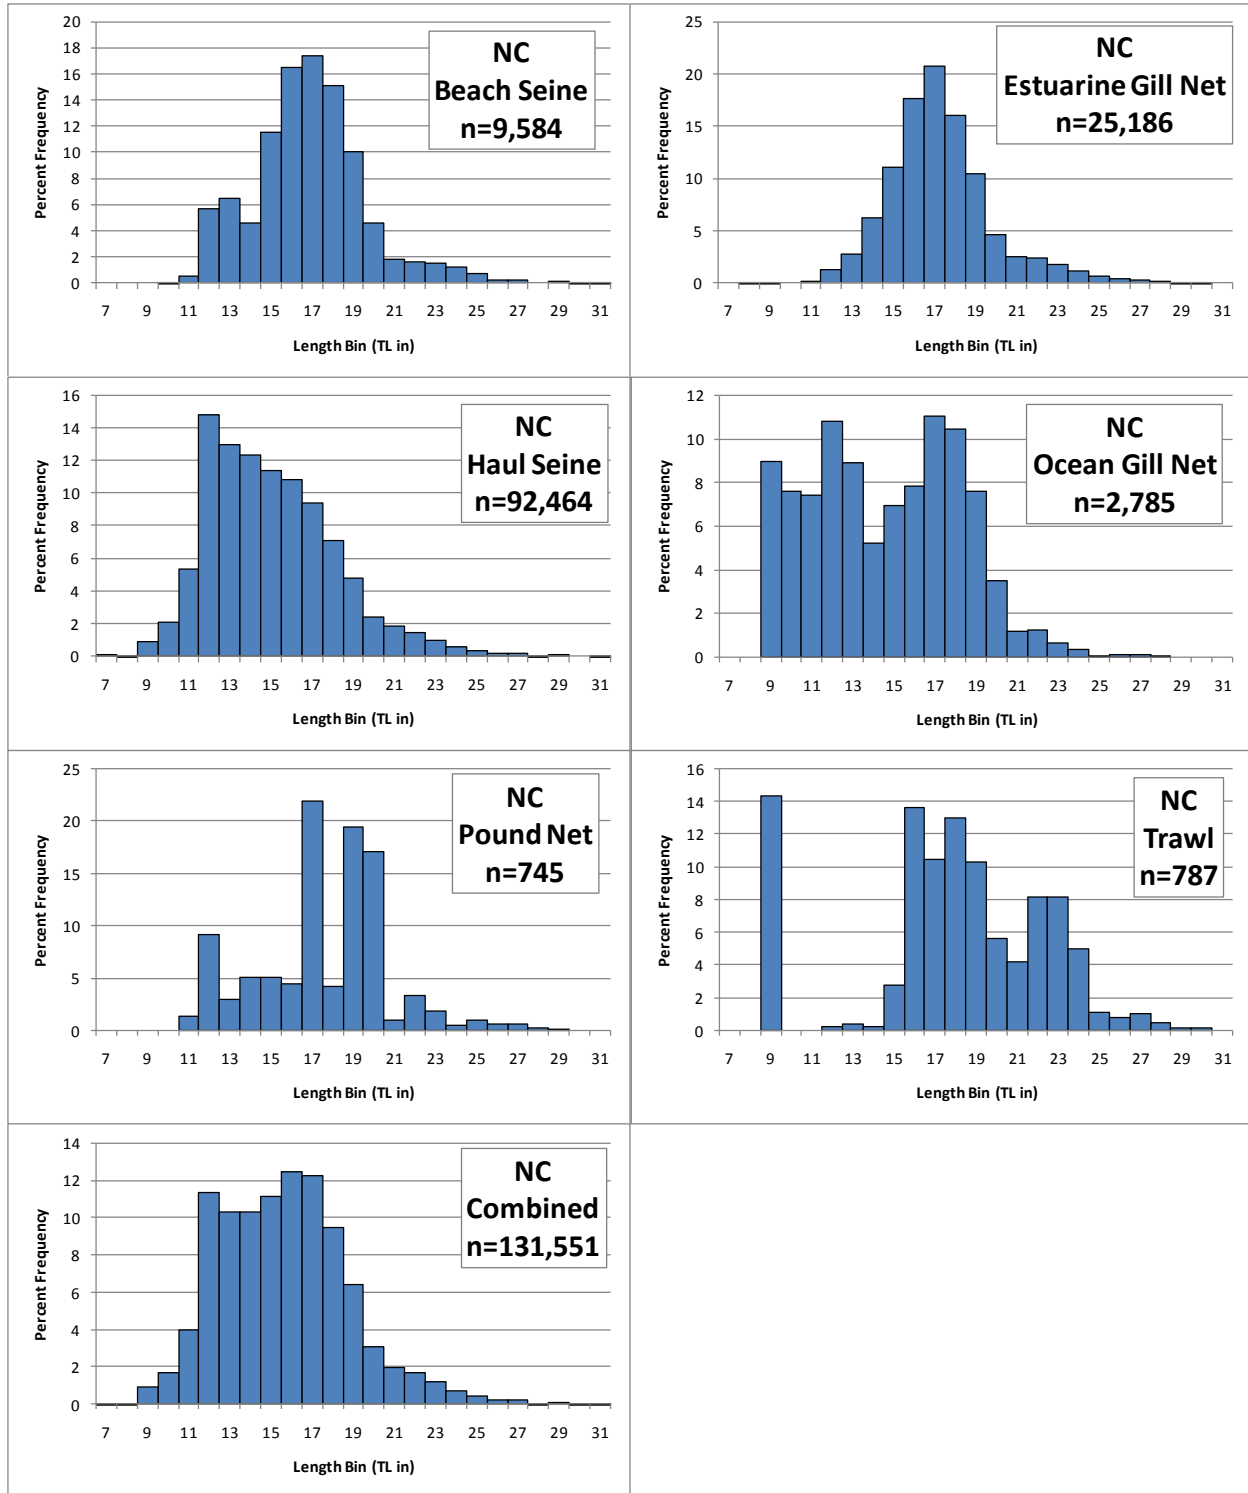 NC
Beach Seine
n=9,584
Percent Frequency
20
18
16
14
12
10
8
6
4
2
0
7 9 11 13 15 17 19 21 23 25 27 29 31
Length Bin (TL in)
NC
Estuarine Gill Net
n=25,186
Percent Frequency
25
20
15
10
5
0
7 9 11 13 15 17 19 21 23 25 27 29 31
Length Bin (TL in)
NC
Haul Seine
n=92,464
Percent Frequency
16
14
12
10
8
6
4
2
0
7 9 11 13 15 17 19 21 23 25 27 29 31
Length Bin (TL in)
NC
Ocean Gill Net
n=2,785
Percent Frequency
12
10
8
6
4
2
0
7 9 11 13 15 17 19 21 23 25 27 29 31
Length Bin (TL in)
NC
Pound Net
n=745
Percent Frequency
25
20
15
10
5
0
7 9 11 13 15 17 19 21 23 25 27 29 31
Length Bin (TL in)
NC
Trawl
n=787
Percent Frequency
16
14
12
10
8
6
4
2
0
7 9 11 13 15 17 19 21 23 25 27 29 31
Length Bin (TL in)
NC
Combined
n=131,551
Percent Frequency
14
12
10
8
6
4
2
0
7 9 11 13 15 17 19 21 23 25 27 29 31
Length Bin (TL in)